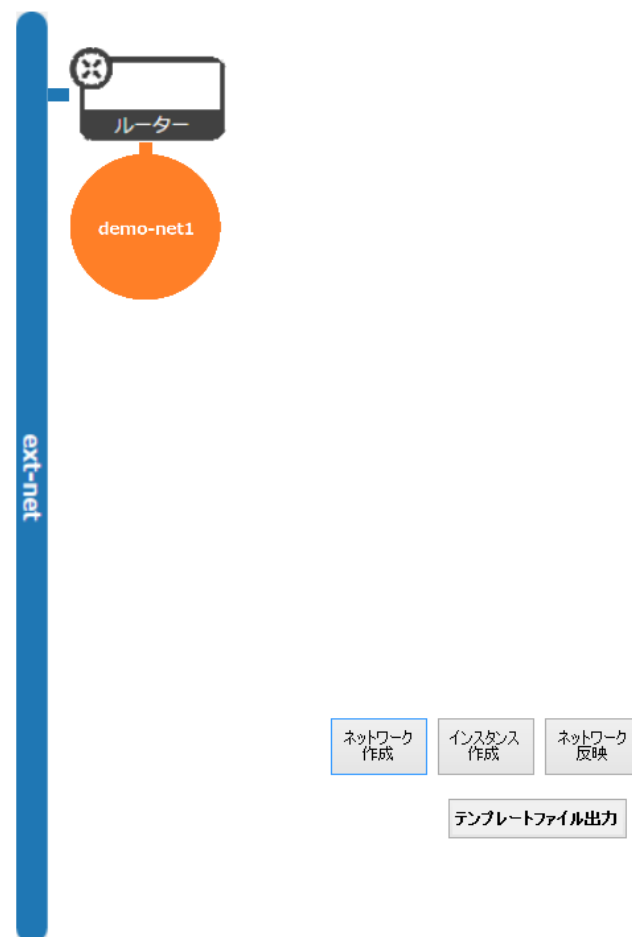 ルーター
demo-net1
ext-net
ネットワーク
作成
インスタンス
作成
ネットワーク
反映
テンプレートファイル出力